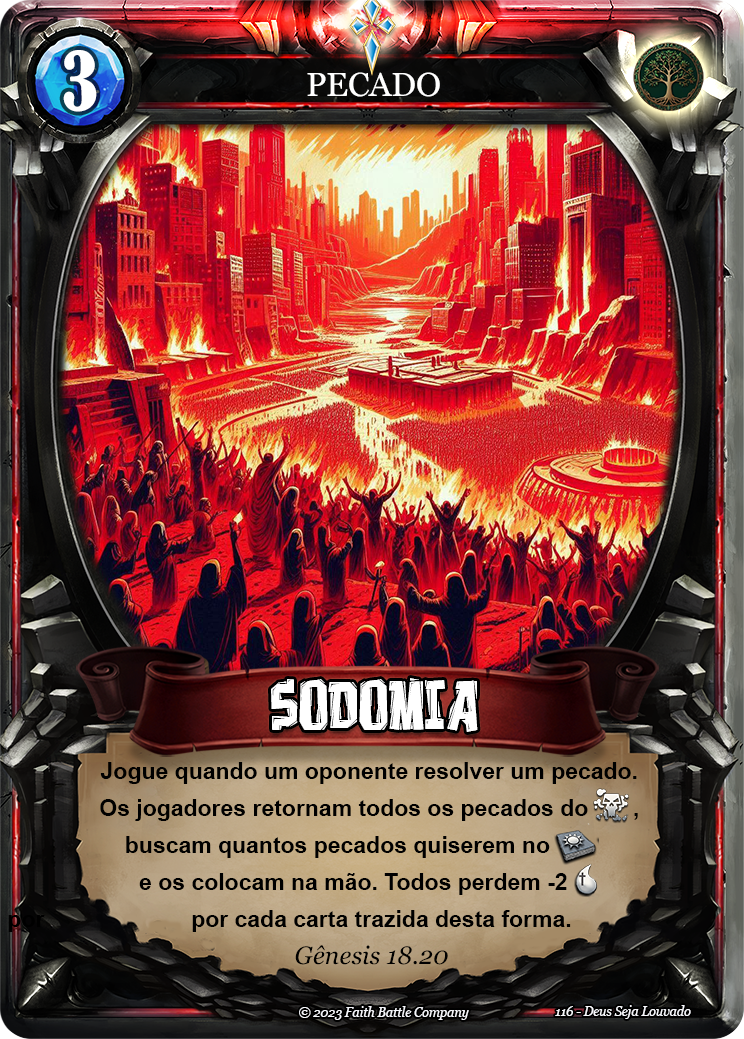 3
PECADO
SODOMIA
Jogue quando um oponente resolver um pecado.
Os jogadores retornam todos os pecados do ,
buscam quantos pecados quiserem no
e os colocam na mão. Todos perdem -2
por por cada carta trazida desta forma.
Gênesis 18.20
© 2023 Faith Battle Company
116 - Deus Seja Louvado